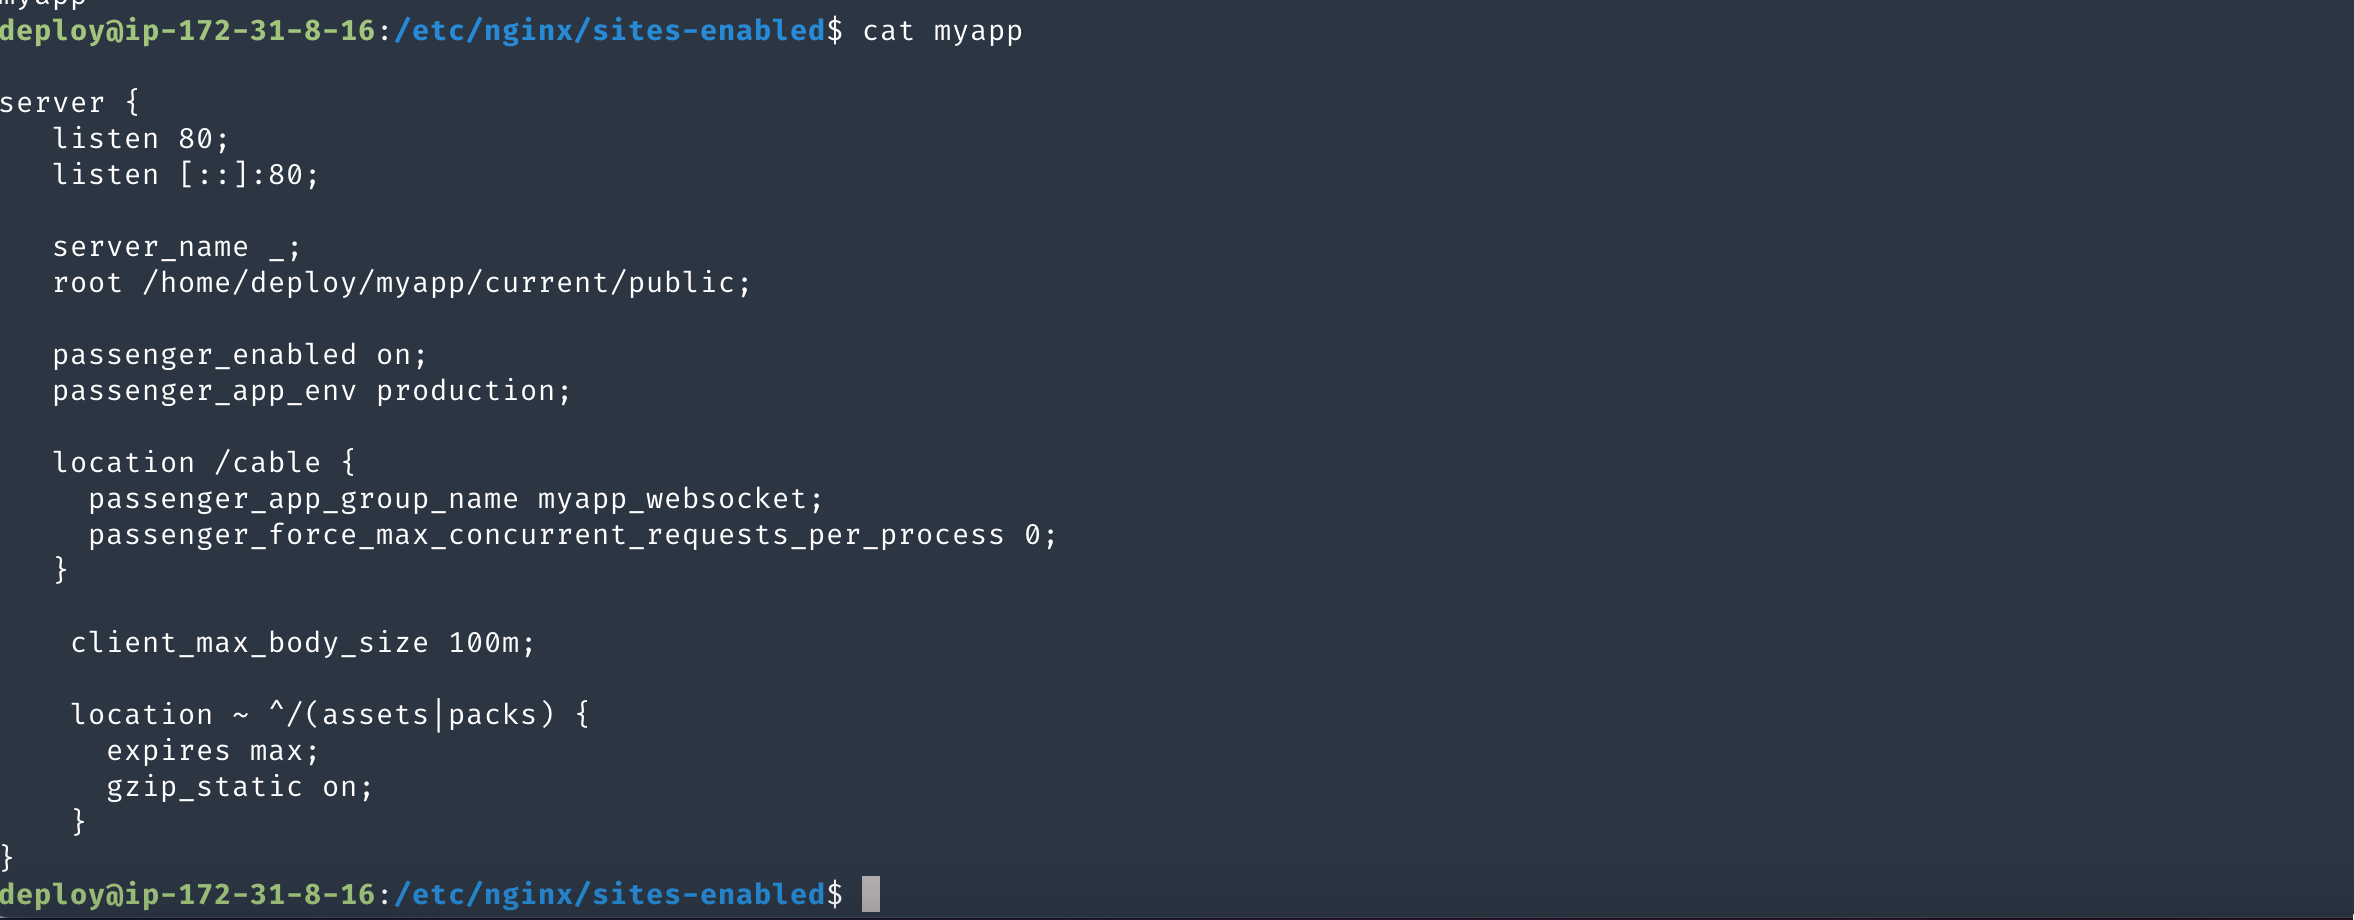 myapp
deploy@ip-172-31-8-16:/etc/nginx/sites-enabled$ cat myapp

server {
   listen 80;
   listen [::]:80;

   server_name _;
   root /home/deploy/myapp/current/public;

   passenger_enabled on;
   passenger_app_env production;

   location /cable {
     passenger_app_group_name myapp_websocket;
     passenger_force_max_concurrent_requests_per_process 0;
   }

    client_max_body_size 100m;

    location ~ ^/(assets|packs) {
      expires max;
      gzip_static on;
    }
}
deploy@ip-172-31-8-16:/etc/nginx/sites-enabled$